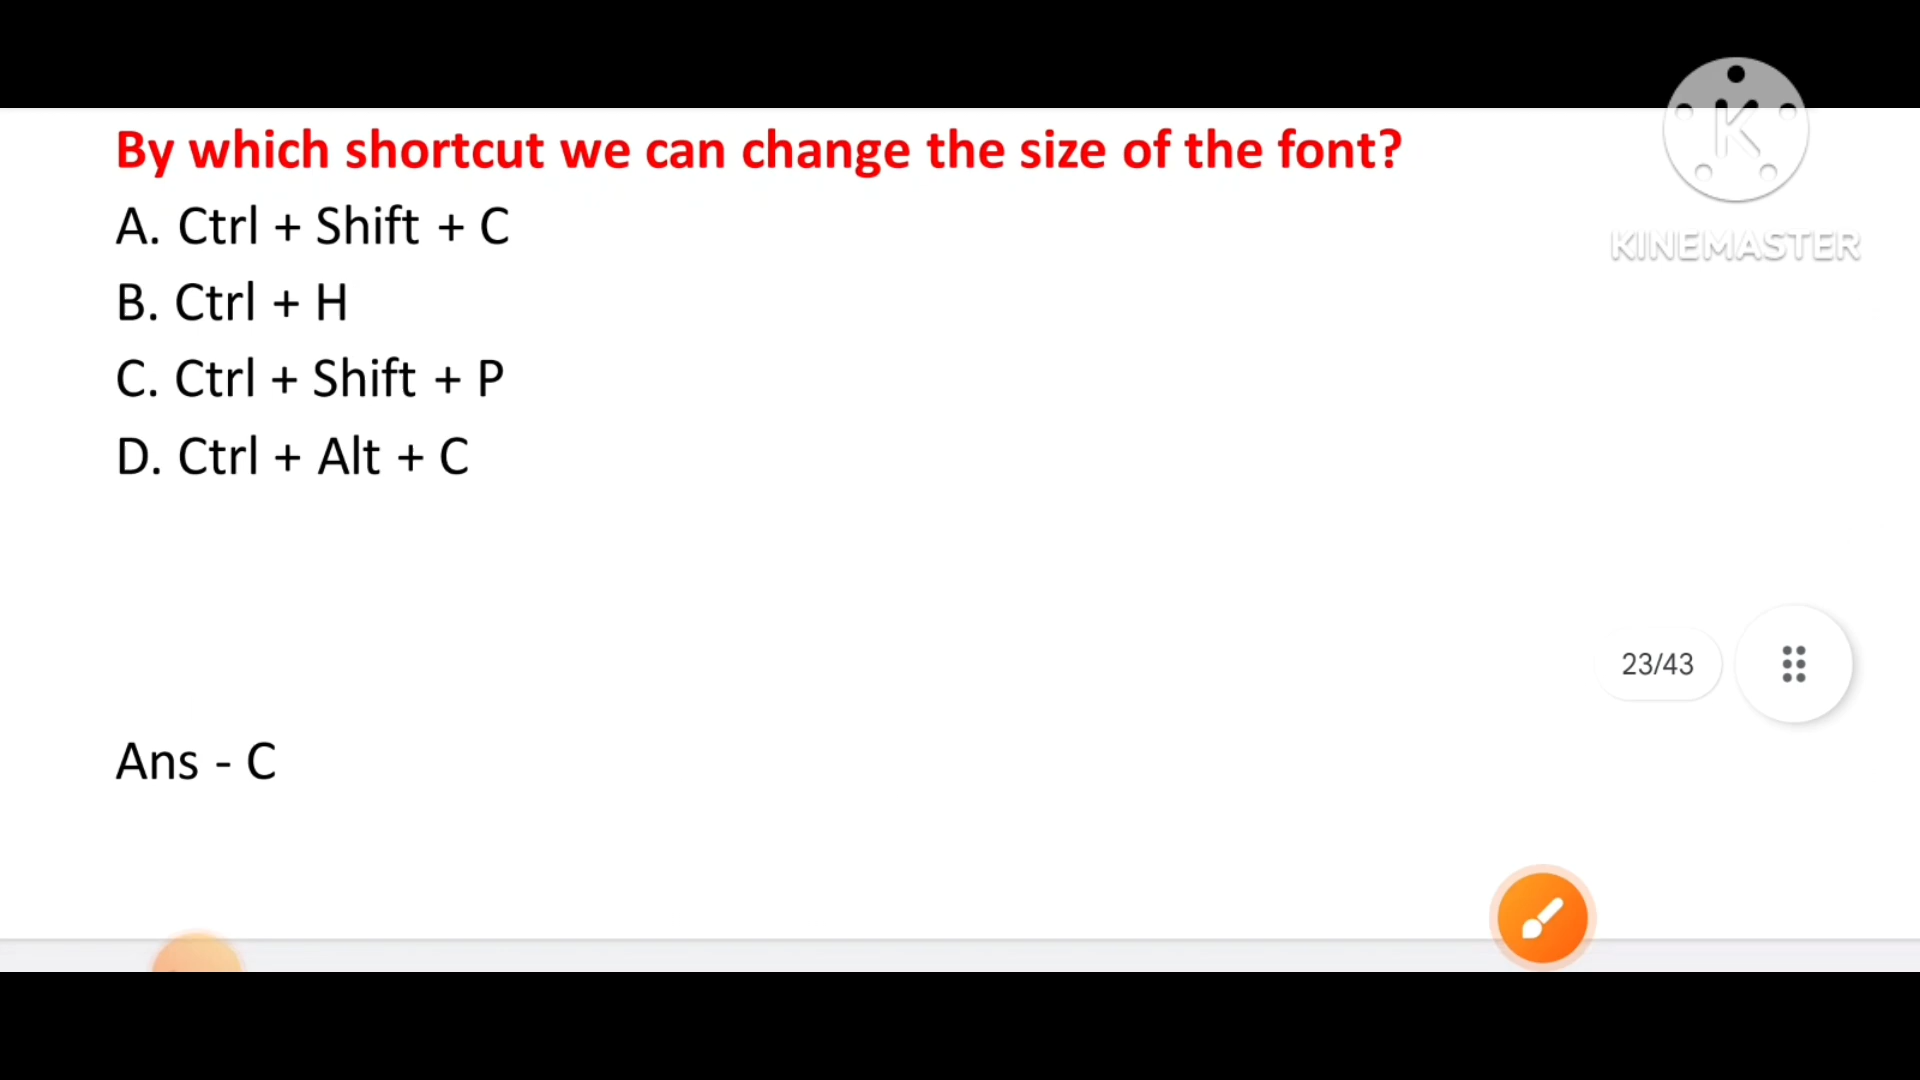 By which shortcut we can change the size of the font?
A. Ctrl + Shift + C
B. Ctrl + H
C. Ctrl + Shift + P
D. Ctrl + Alt + C
Ans - C
23/43
K
KINEMASTER